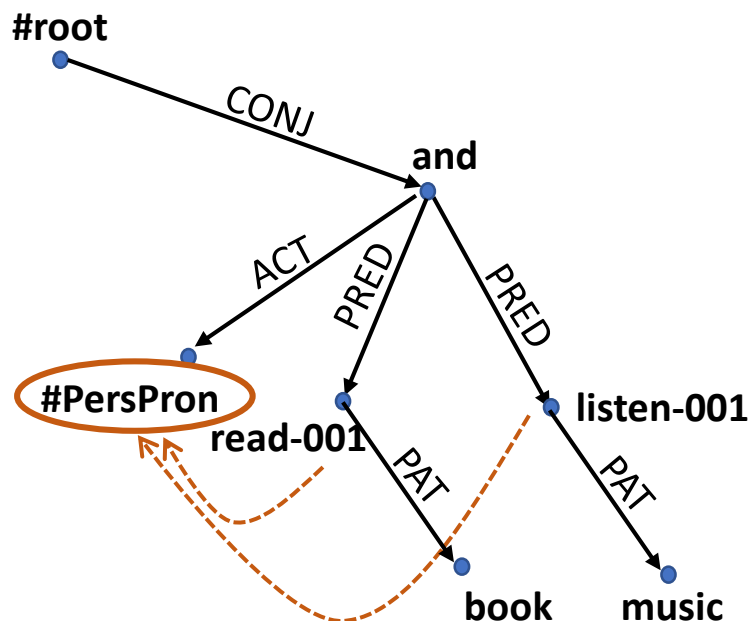 #root
CONJ
and
ACT
PRED
PRED
#PersPron
read-001
listen-001
PAT
PAT
book
music